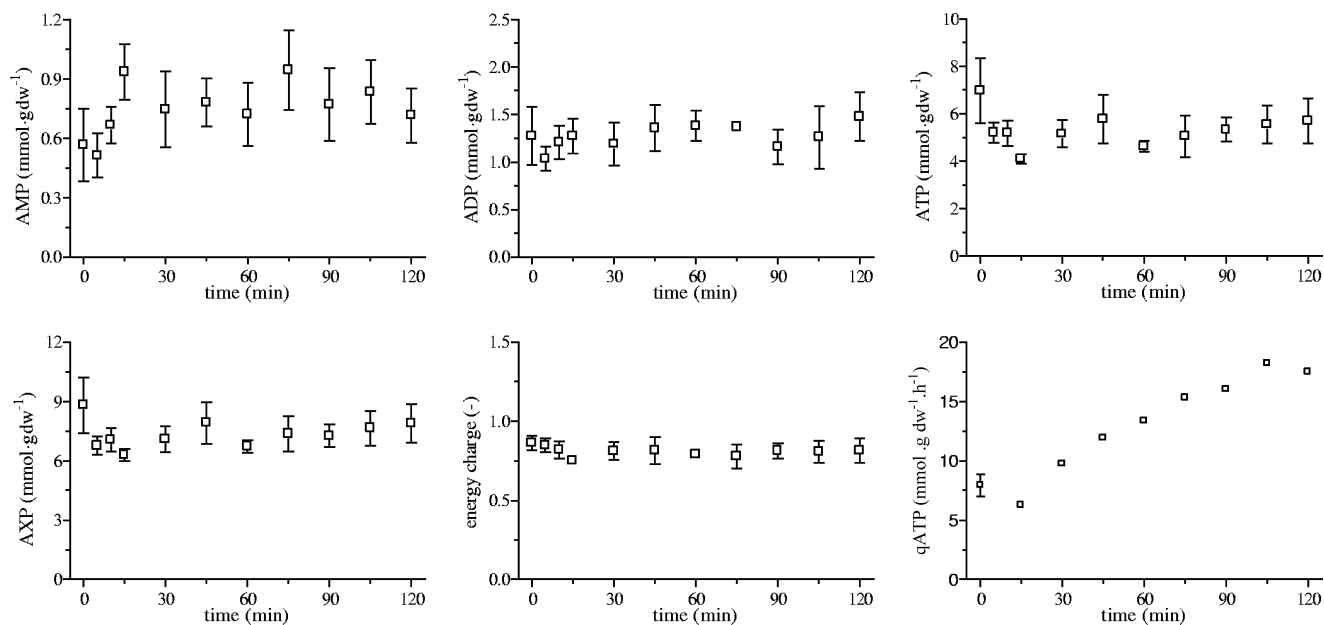 AMP (mmol·gdw⁻¹)
1.2
0.9
0.6
0.3
0.0
0 30 60 90 120
time (min)
ADP (mmol·gdw⁻¹)
2.5
2.0
1.5
1.0
0.5
0.0
0 30 60 90 120
time (min)
ATP (mmol·gdw⁻¹)
10
8
6
4
2
0
0 30 60 90 120
time (min)
AXP (mmol·gdw⁻¹)
12
9
6
3
0
0 30 60 90 120
time (min)
energy charge (-)
1.5
1.0
0.5
0.0
0 30 60 90 120
time (min)
qATP (mmol .g dw⁻¹.h⁻¹)
20
15
10
5
0
0 30 60 90 120
time (min)